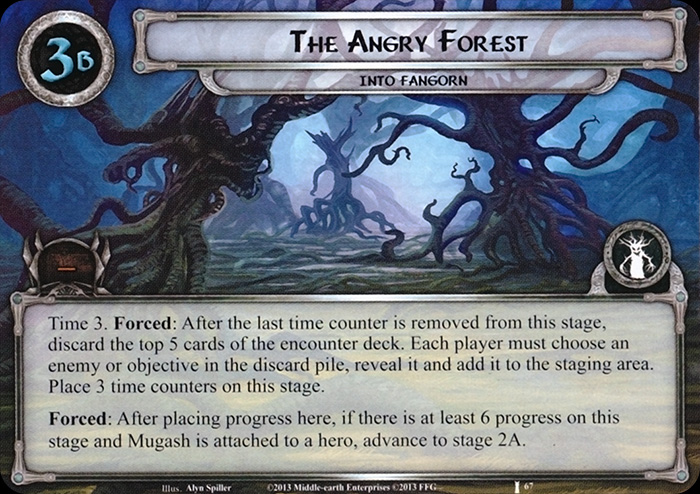 3B
THE ANGRY FOREST
INTO FANGORN
–
Time 3. Forced: After the last time counter is removed from this stage,
discard the top 5 cards of the encounter deck. Each player must choose an
enemy or objective in the discard pile, reveal it and add it to the staging area.
Place 3 time counters on this stage.
Forced: After placing progress here, if there is at least 6 progress on this
stage and Mugash is attached to a hero, advance to stage 2A.
Illus. Alyn Spiller ©2013 Middle-earth Enterprises ©2013 FFG 67